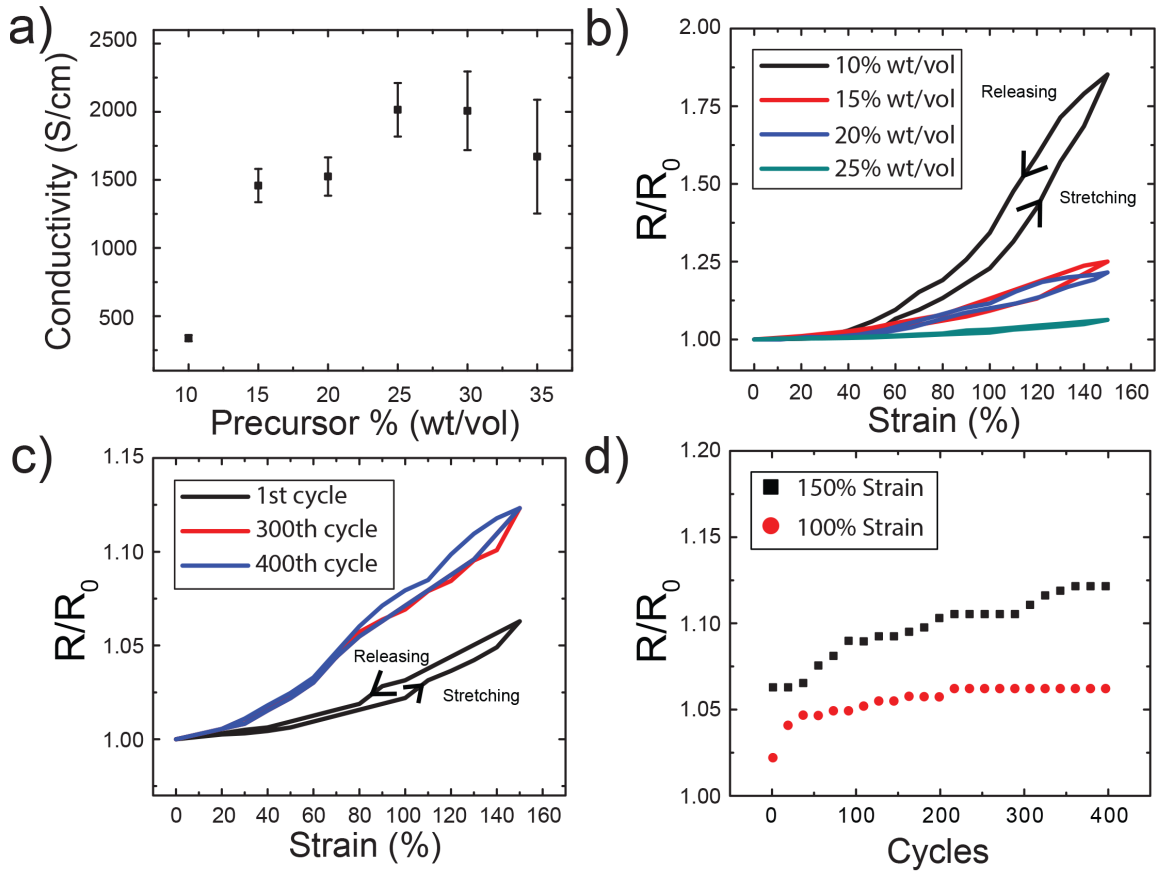 a)
2500
2000
1500
1000
500
Conductivity (S/cm)
10 15 20 25 30 35
Precursor % (wt/vol)
b)
2.00
1.75
1.50
1.25
1.00
R/R0
10% wt/vol
15% wt/vol
20% wt/vol
25% wt/vol
Releasing
Stretching
0 20 40 60 80 100 120 140 160
Strain (%)
c)
1.15
1.10
1.05
1.00
R/R0
1st cycle
300th cycle
400th cycle
Releasing
Stretching
0 20 40 60 80 100 120 140 160
Strain (%)
d)
1.20
1.15
1.10
1.05
1.00
R/R0
150% Strain
100% Strain
0 100 200 300 400
Cycles